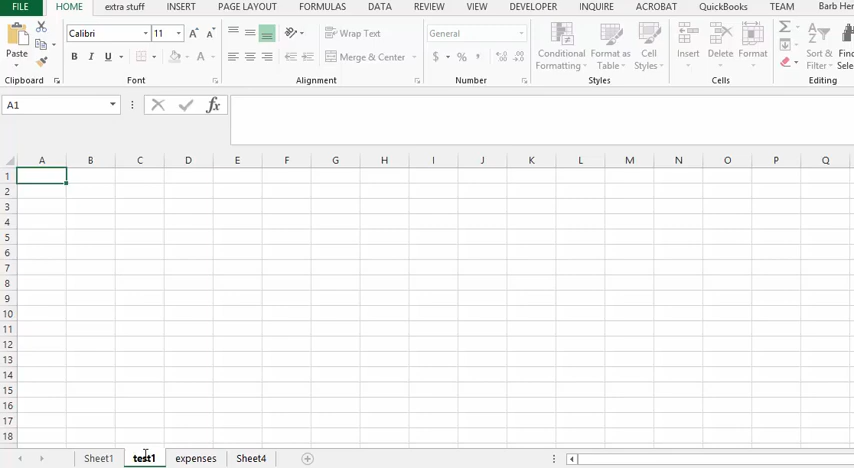 FILE HOME extra stuff INSERT PAGE LAYOUT FORMULAS DATA REVIEW VIEW DEVELOPER INQUIRE ACROBAT QuickBooks TEAM Barb Her
Calibri 11 A A Wrap Text General Paste
B I U A Merge & Center $ % , Conditional Formatting Format as Table Cell Styles Insert Delete Format Sort & Filter Find Sele
Clipboard Font Alignment Number Styles Cells Editing
A1 fx
A B C D E F G H I J K L M N O P Q
1
2
3
4
5
6
7
8
9
10
11
12
13
14
15
16
17
18
Sheet1 test1 expenses Sheet4